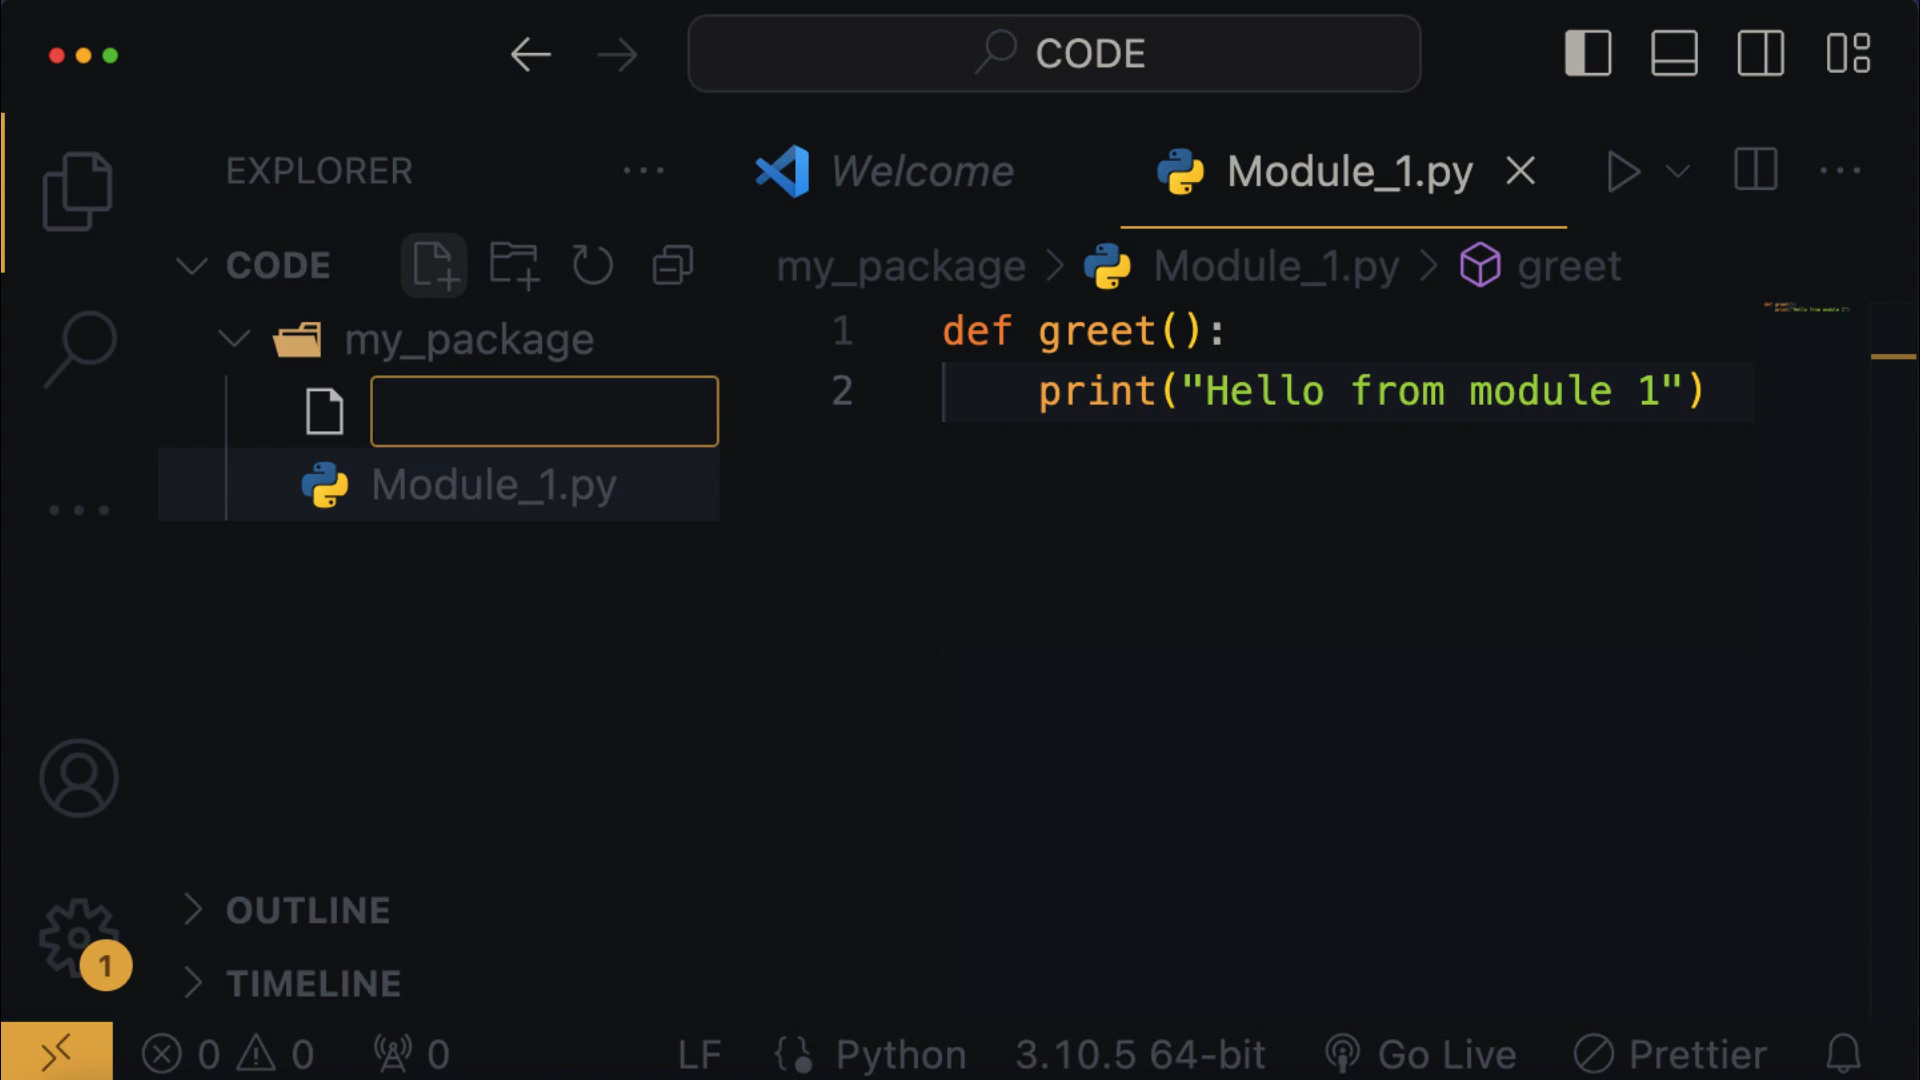 CODE
EXPLORER
Welcome
Module_1.py
CODE
my_package
Module_1.py
my_package > Module_1.py > greet
1 def greet():
2 print("Hello from module 1")
OUTLINE
TIMELINE
1
0 0 0 LF Python 3.10.5 64-bit Go Live Prettier